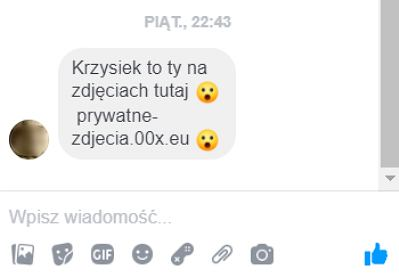 PIĄT., 22:43
Krzysiek to ty na
zdjęciach tutaj 😮
prywatne-
zdjecia.00x.eu 😮
Wpisz wiadomość...
GIF